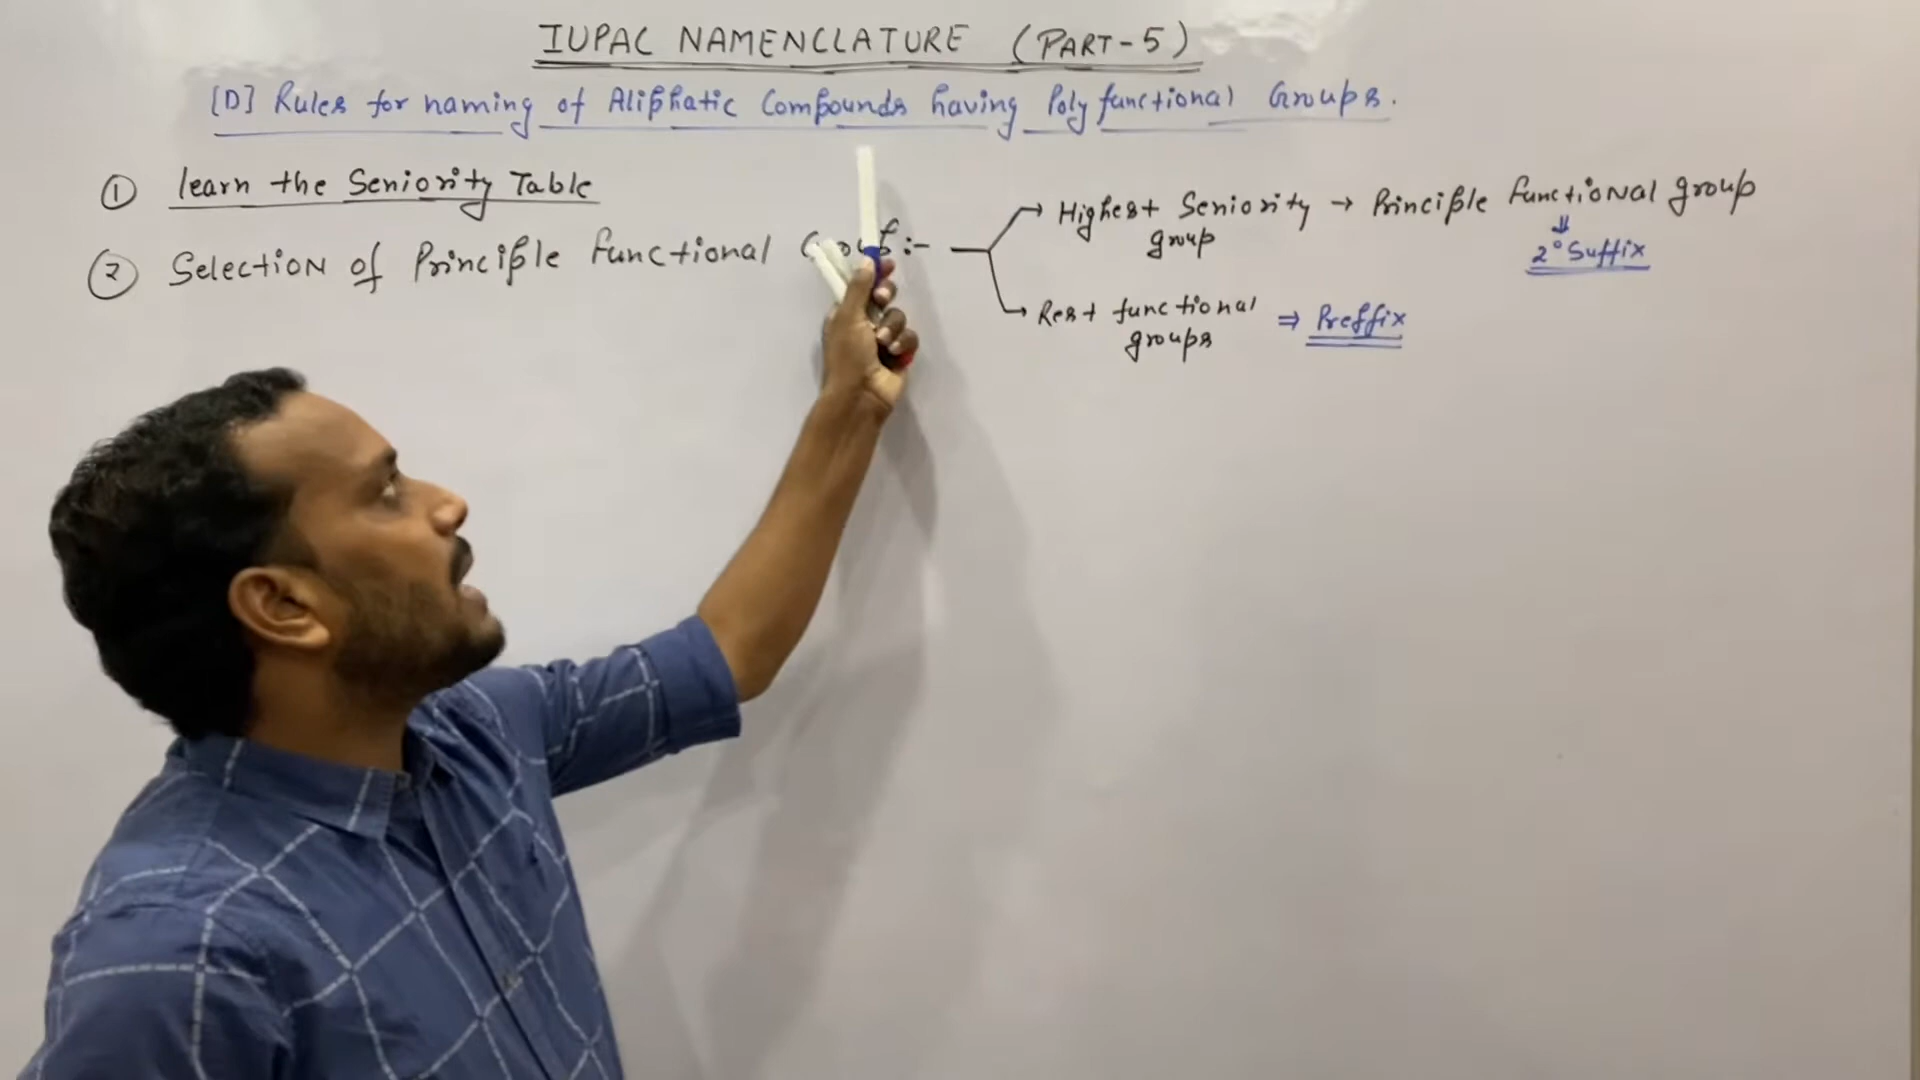 IUPAC NAMENCLATURE (PART-5)
[D] Rules for naming of Aliphatic Compounds having Poly functional Groups.
① learn the Seniority Table
② Selection of Principle functional Group :-
Highest Seniority group → Principle functional group
⇓
2° Suffix
Rest functional groups ⇒ Preffix